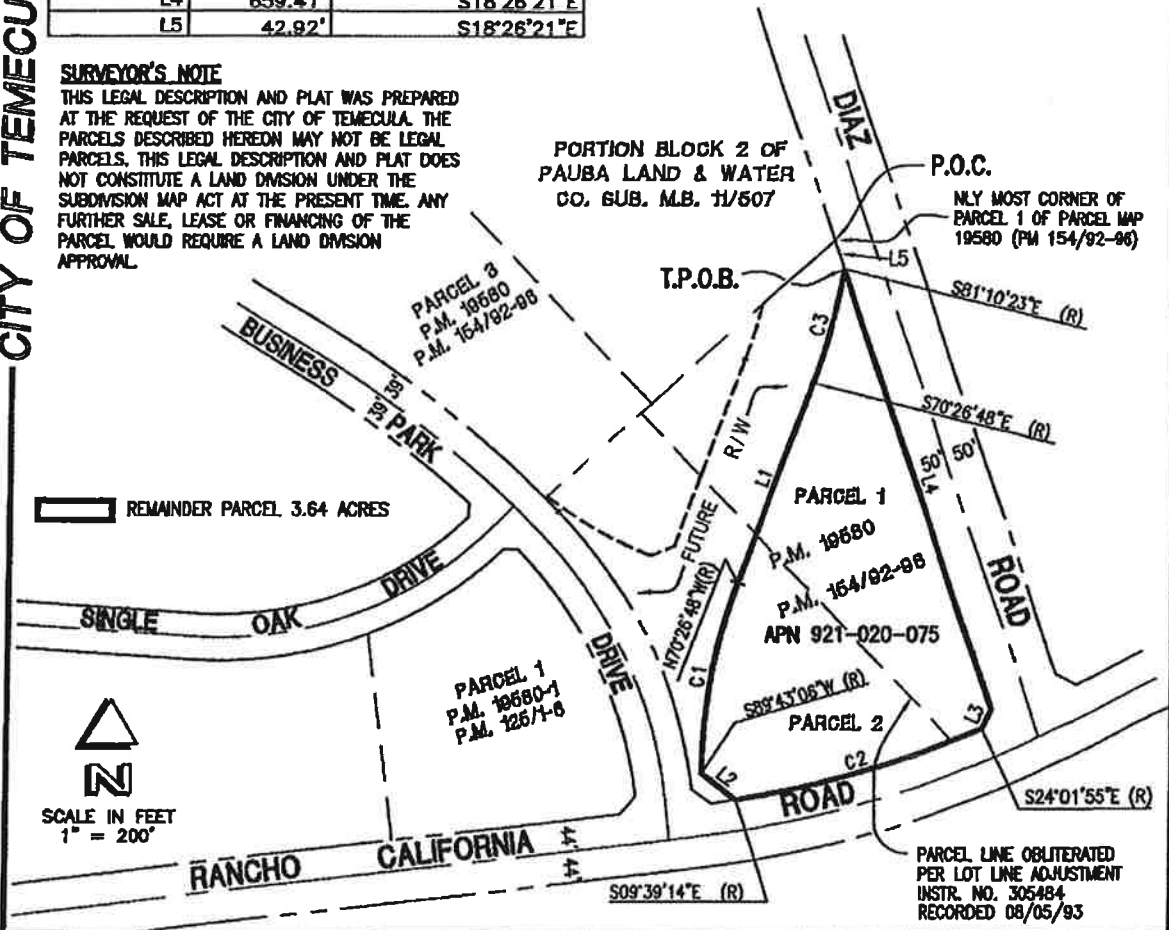 CITY OF TEMECU
L4 659.41' S18°26'21"E
L5 42.92' S18°26'21"E
SURVEYOR'S NOTE
THIS LEGAL DESCRIPTION AND PLAT WAS PREPARED
AT THE REQUEST OF THE CITY OF TEMECULA. THE
PARCELS DESCRIBED HEREON MAY NOT BE LEGAL
PARCELS, THIS LEGAL DESCRIPTION AND PLAT DOES
NOT CONSTITUTE A LAND DIVISION UNDER THE
SUBDIVISION MAP ACT AT THE PRESENT TIME. ANY
FURTHER SALE, LEASE OR FINANCING OF THE
PARCEL WOULD REQUIRE A LAND DIVISION
APPROVAL.
PORTION BLOCK 2 OF
PAUBA LAND & WATER
CO. SUB. M.B. 11/507
DIAZ
P.O.C.
NLY MOST CORNER OF
PARCEL 1 OF PARCEL MAP
19580 (PM 154/92-96)
L5
T.P.O.B.
S81°10'23"E (R)
PARCEL 3
P.M. 19580
P.M. 154/92-96
C3
BUSINESS
39' 39'
PARK
S70°26'48"E (R)
R/W
50' 50'
L4
L1
PARCEL 1
REMAINDER PARCEL 3.64 ACRES
FUTURE
P.M. 19580
P.M. 154/92-96
ROAD
SINGLE OAK DRIVE
N70°26'48"W(R)
APN 921-020-075
DRIVE
C1
PARCEL 1
P.M. 19580-1
P.M. 125/1-6
S89°43'06"W (R)
PARCEL 2
L3
L2
C2
N
SCALE IN FEET
1" = 200'
ROAD
S24°01'55"E (R)
RANCHO CALIFORNIA
44' 44'
S09°39'14"E (R)
PARCEL LINE OBLITERATED
PER LOT LINE ADJUSTMENT
INSTR. NO. 305484
RECORDED 08/05/93